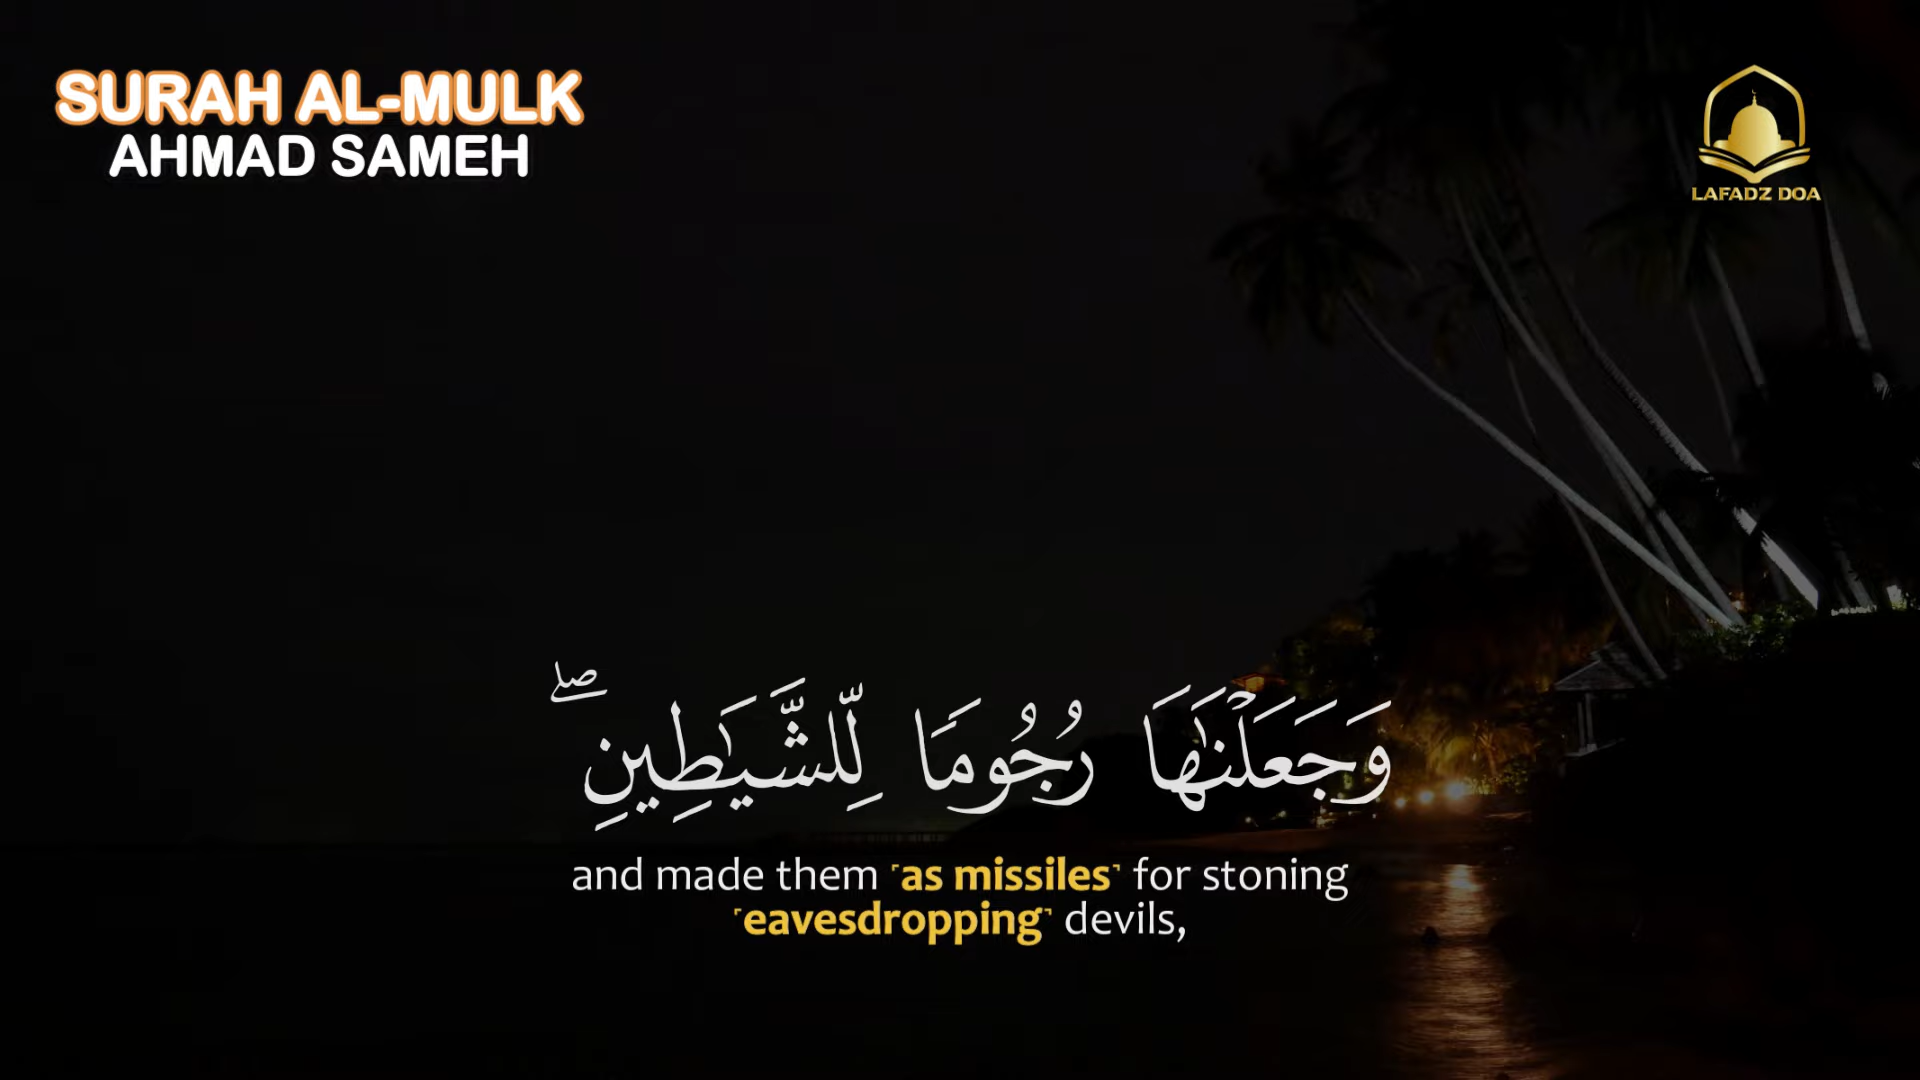 SURAH AL-MULK
AHMAD SAMEH
LAFADZ DOA
وَجَعَلْنَٰهَا رُجُومًا لِّلشَّيَٰطِينِ ۖ
and made them ˹as missiles˺ for stoning
˹eavesdropping˺ devils,